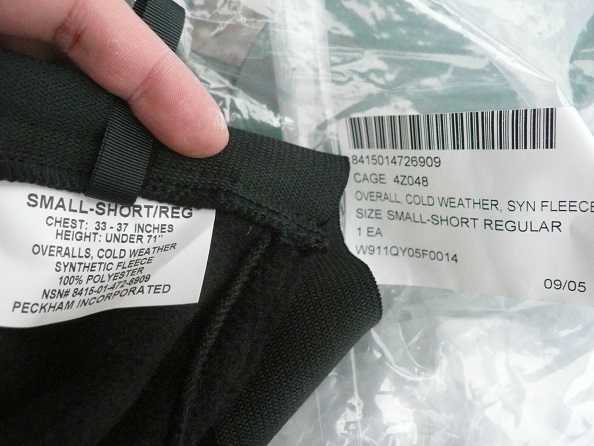 SMALL-SHORT/REG
CHEST: 33 - 37 INCHES
HEIGHT: UNDER 71"
OVERALLS, COLD WEATHER
SYNTHETIC FLEECE
100% POLYESTER
NSN# 8415-01-472-6909
PECKHAM INCORPORATED
8415014726909
CAGE 4Z048
OVERALL, COLD WEATHER, SYN FLEECE
SIZE SMALL-SHORT REGULAR
1 EA
W911QY05F0014
09/05